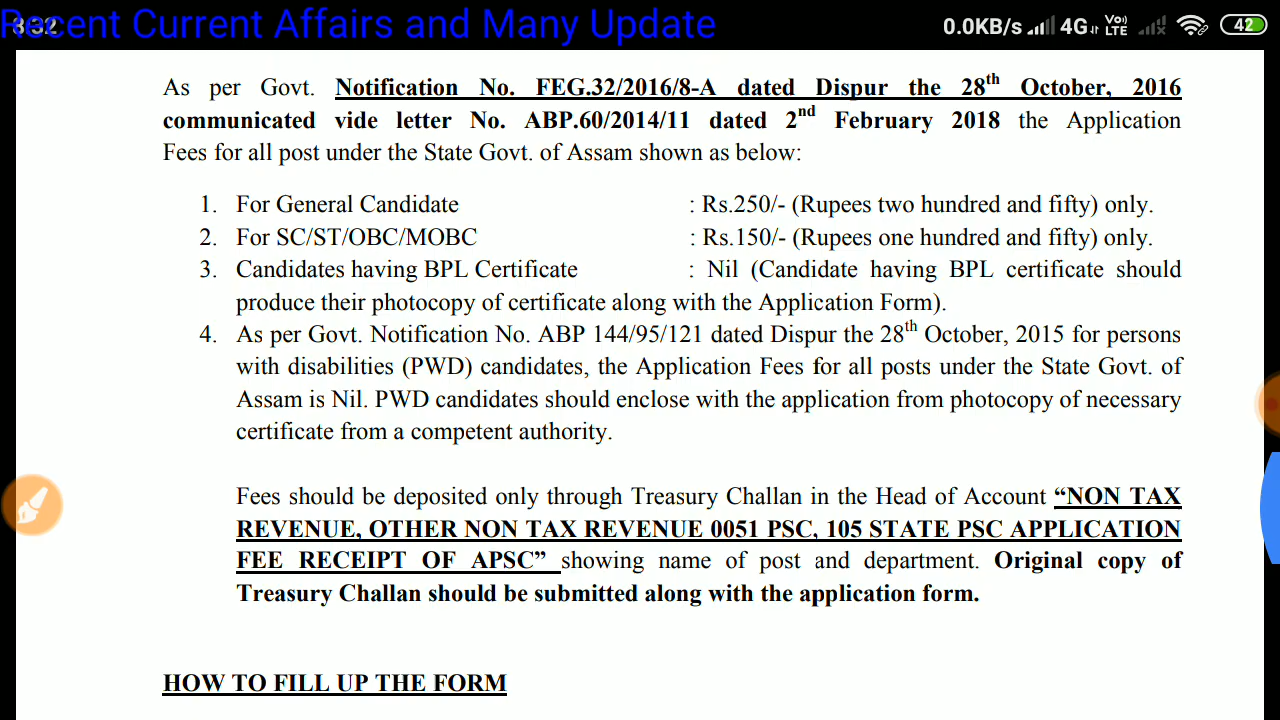 Recent Current Affairs and Many Update
0.0KB/s 4G VoLTE 42
As per Govt. Notification No. FEG.32/2016/8-A dated Dispur the 28th October, 2016
communicated vide letter No. ABP.60/2014/11 dated 2nd February 2018 the Application
Fees for all post under the State Govt. of Assam shown as below:
1. For General Candidate : Rs.250/- (Rupees two hundred and fifty) only.
2. For SC/ST/OBC/MOBC : Rs.150/- (Rupees one hundred and fifty) only.
3. Candidates having BPL Certificate : Nil (Candidate having BPL certificate should
produce their photocopy of certificate along with the Application Form).
4. As per Govt. Notification No. ABP 144/95/121 dated Dispur the 28th October, 2015 for persons
with disabilities (PWD) candidates, the Application Fees for all posts under the State Govt. of
Assam is Nil. PWD candidates should enclose with the application from photocopy of necessary
certificate from a competent authority.
Fees should be deposited only through Treasury Challan in the Head of Account “NON TAX
REVENUE, OTHER NON TAX REVENUE 0051 PSC, 105 STATE PSC APPLICATION
FEE RECEIPT OF APSC” showing name of post and department. Original copy of
Treasury Challan should be submitted along with the application form.
HOW TO FILL UP THE FORM